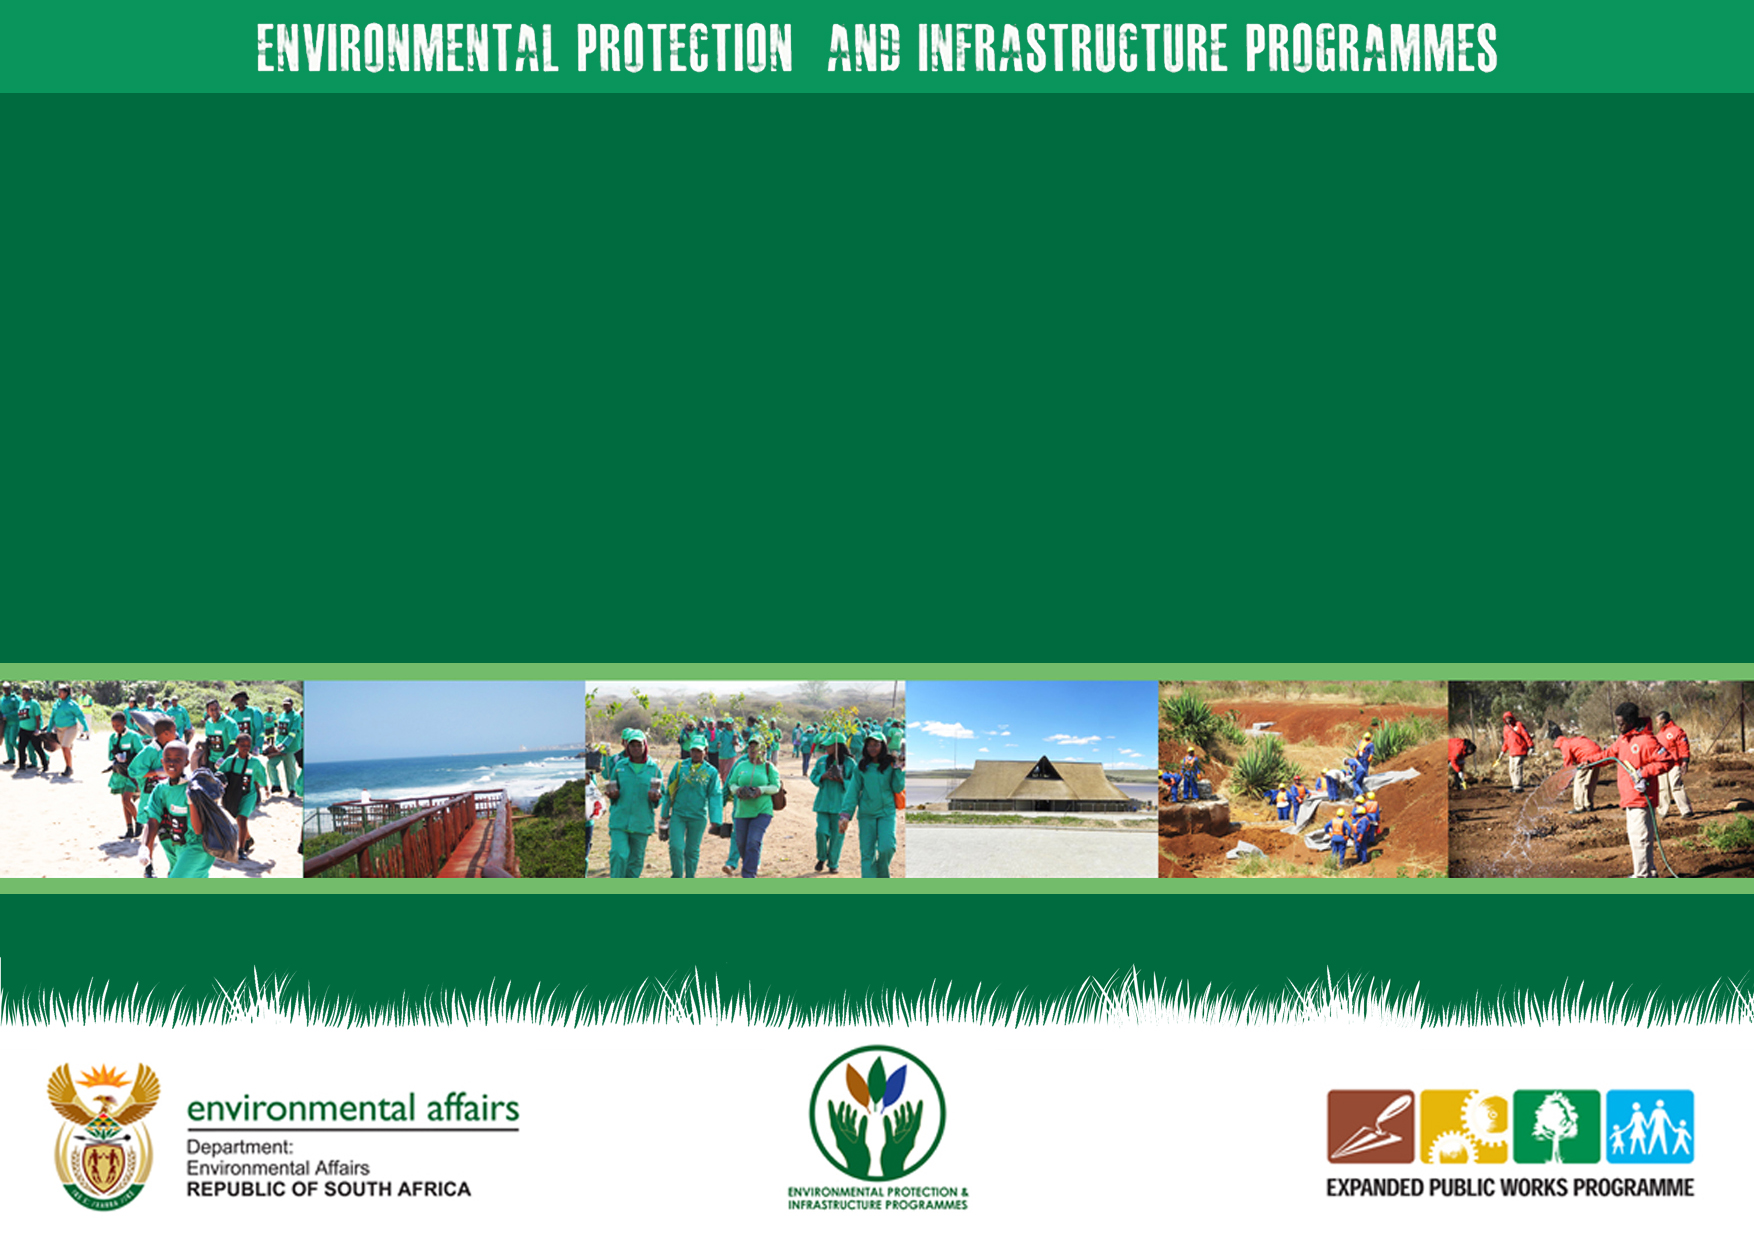 ENVIRONMENTAL PROTECTION AND INFRASTRUCTURE PROGRAMMES
environmental affairs
Department:
Environmental Affairs
REPUBLIC OF SOUTH AFRICA
ENVIRONMENTAL PROTECTION &
INFRASTRUCTURE PROGRAMMES
EXPANDED PUBLIC WORKS PROGRAMME